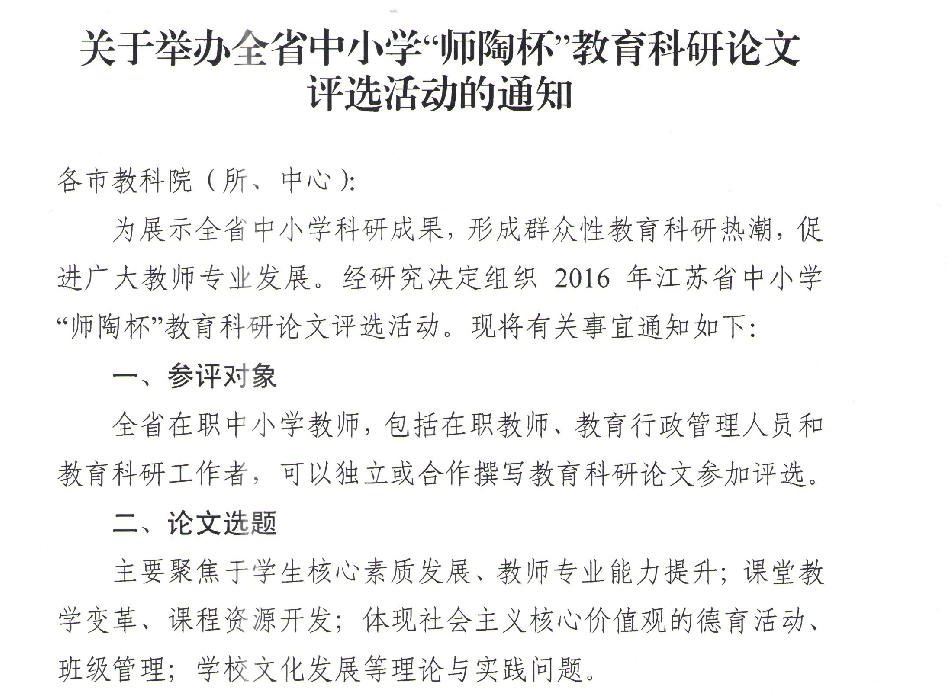 关于举办全省中小学“师陶杯”教育科研论文
评选活动的通知
各市教科院（所、中心）：
为展示全省中小学科研成果，形成群众性教育科研热潮，促
进广大教师专业发展。经研究决定组织 2016 年江苏省中小学
“师陶杯”教育科研论文评选活动。现将有关事宜通知如下：
一、参评对象
全省在职中小学教师，包括在职教师、教育行政管理人员和
教育科研工作者，可以独立或合作撰写教育科研论文参加评选。
二、论文选题
主要聚焦于学生核心素质发展、教师专业能力提升；课堂教
学变革、课程资源开发；体现社会主义核心价值观的德育活动、
班级管理；学校文化发展等理论与实践问题。